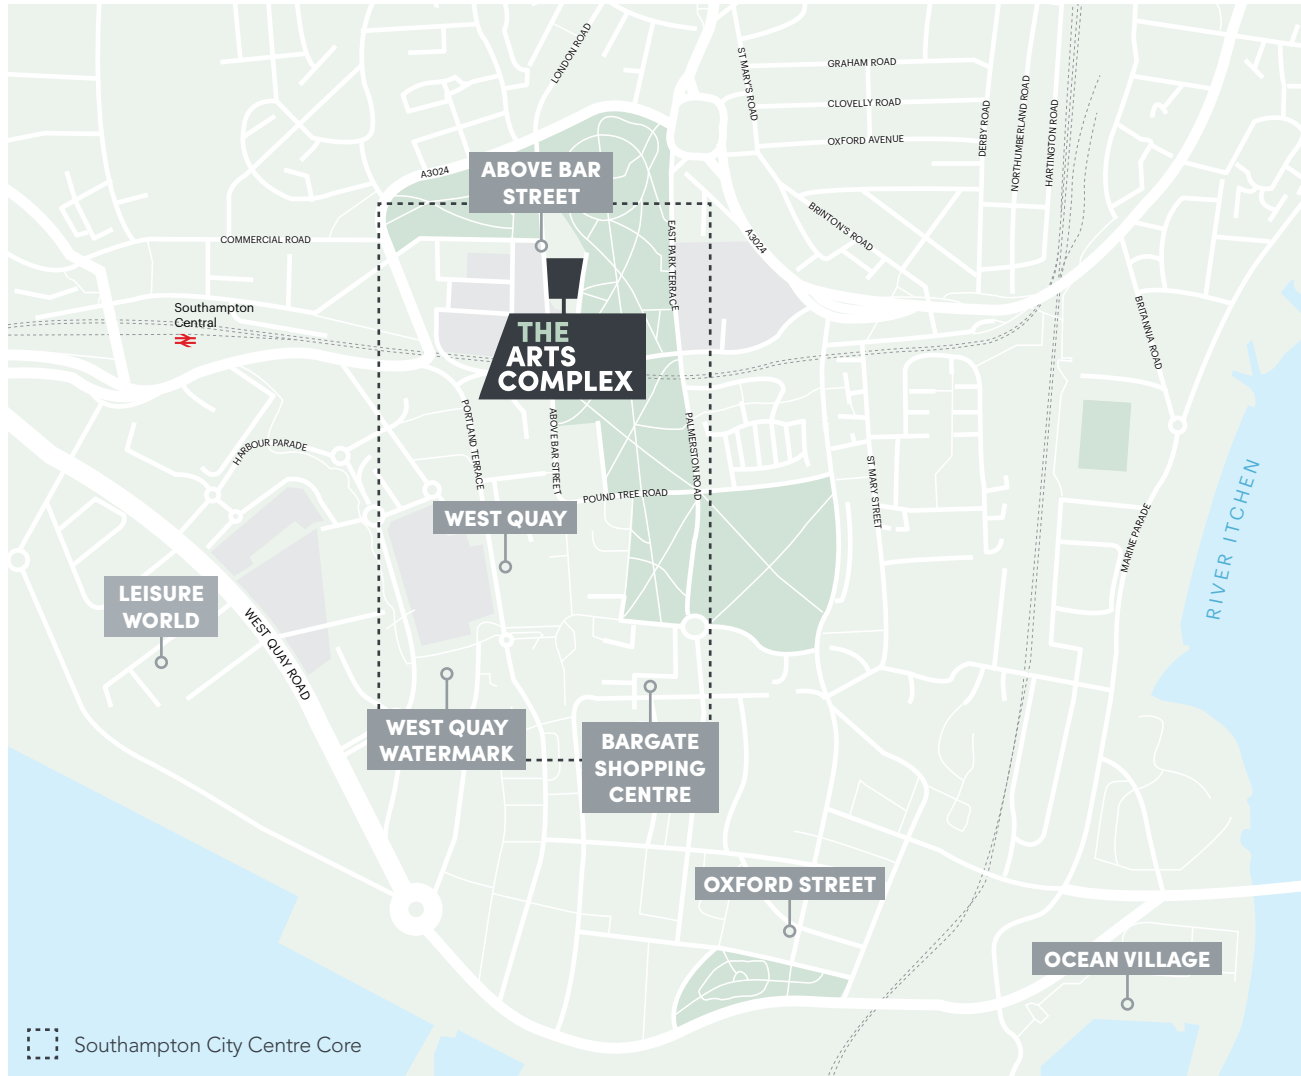 LONDON ROAD
ST MARY'S ROAD
GRAHAM ROAD
CLOVELLY ROAD
OXFORD AVENUE
DERBY ROAD
NORTHUMBERLAND ROAD
HARTINGTON ROAD
A3024
ABOVE BAR
STREET
BRINTON'S ROAD
COMMERCIAL ROAD
EAST PARK TERRACE
A3024
Southampton
Central
BRITANNIA ROAD
THE
ARTS
COMPLEX
HARBOUR PARADE
PORTLAND TERRACE
ABOVE BAR STREET
PALMERSTON ROAD
POUND TREE ROAD
ST MARY STREET
MARINE PARADE
RIVER ITCHEN
WEST QUAY
LEISURE
WORLD
WEST QUAY ROAD
WEST QUAY
WATERMARK
BARGATE
SHOPPING
CENTRE
OXFORD STREET
OCEAN VILLAGE
Southampton City Centre Core